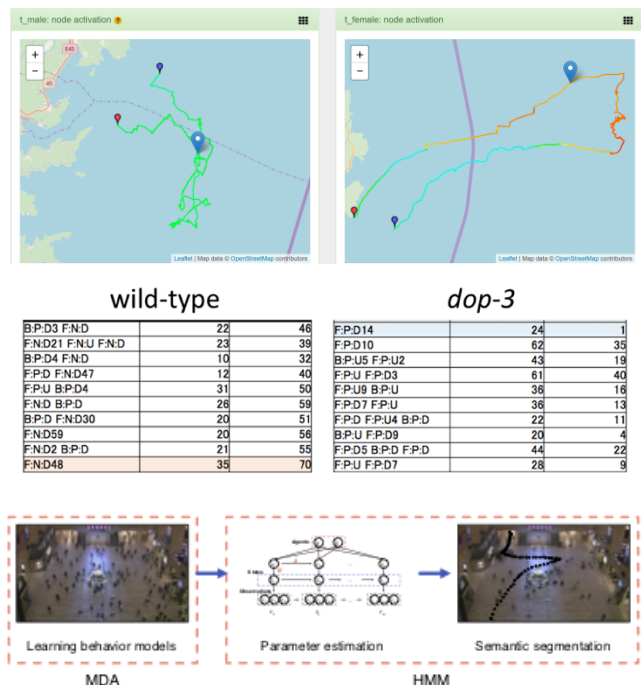 t_male: node activation ?
t_female: node activation
+
−
+
−
E45
45
Leaflet | Map data © OpenStreetMap contributors
Leaflet | Map data © OpenStreetMap contributors
wild-type
dop-3
B:P:D3 F:N:D 22 46
F:N:D21 F:N:U F:N:D 23 39
B:P:D4 F:N:D 10 32
F:P:D F:N:D47 12 40
F:P:U B:P:D4 31 50
F:N:D B:P:D 26 59
B:P:D F:N:D30 20 51
F:N:D59 20 56
F:N:D2 B:P:D 21 55
F:N:D48 35 70
F:P:D14 24 1
F:P:D10 62 35
B:P:U5 F:P:U2 43 19
F:P:U F:P:D3 61 40
F:P:U9 B:P:U 36 16
F:P:D7 F:P:U 36 13
F:P:D F:P:U4 B:P:D 22 11
B:P:U F:P:D9 20 4
F:P:D5 B:P:D F:P:D 44 22
F:P:U F:P:D7 28 9
Agents
Learning behavior models
Parameter estimation
Semantic segmentation
MDA
HMM